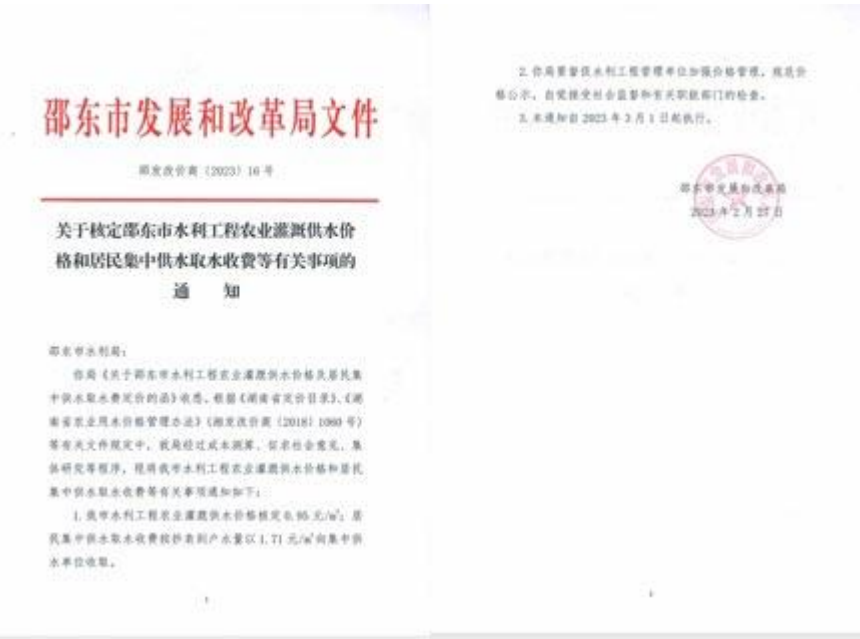 邵东市发展和改革局文件
邵发改价商〔2023〕16号
关于核定邵东市水利工程农业灌溉供水价
格和居民集中供水取水收费等有关事项的
通 知
邵东市水利局：
你局《关于邵东市水利工程农业灌溉供水价格及居民集
中供水取水费定价的函》收悉。根据《湖南省定价目录》、《湖
南省农业用水价格管理办法》（湘发改价商〔2018〕1060号）
等有关文件规定中，我局经过成本测算、征求社会意见、集
体研究等程序，现将我市水利工程农业灌溉供水价格和居民
集中供水取水收费等有关事项通知如下：
1.我市水利工程农业灌溉供水价格核定0.95元/m³；居
民集中供水取水收费按抄表到户水量以1.71元/m³向集中供
水单位收取。
1
2.你局要督促水利工程管理单位加强价格管理，规范价
格公示，自觉接受社会监督和有关职能部门的检查。
3.本通知自2023年3月1日起执行。
邵东市发展和改革局
2023年2月27日
2